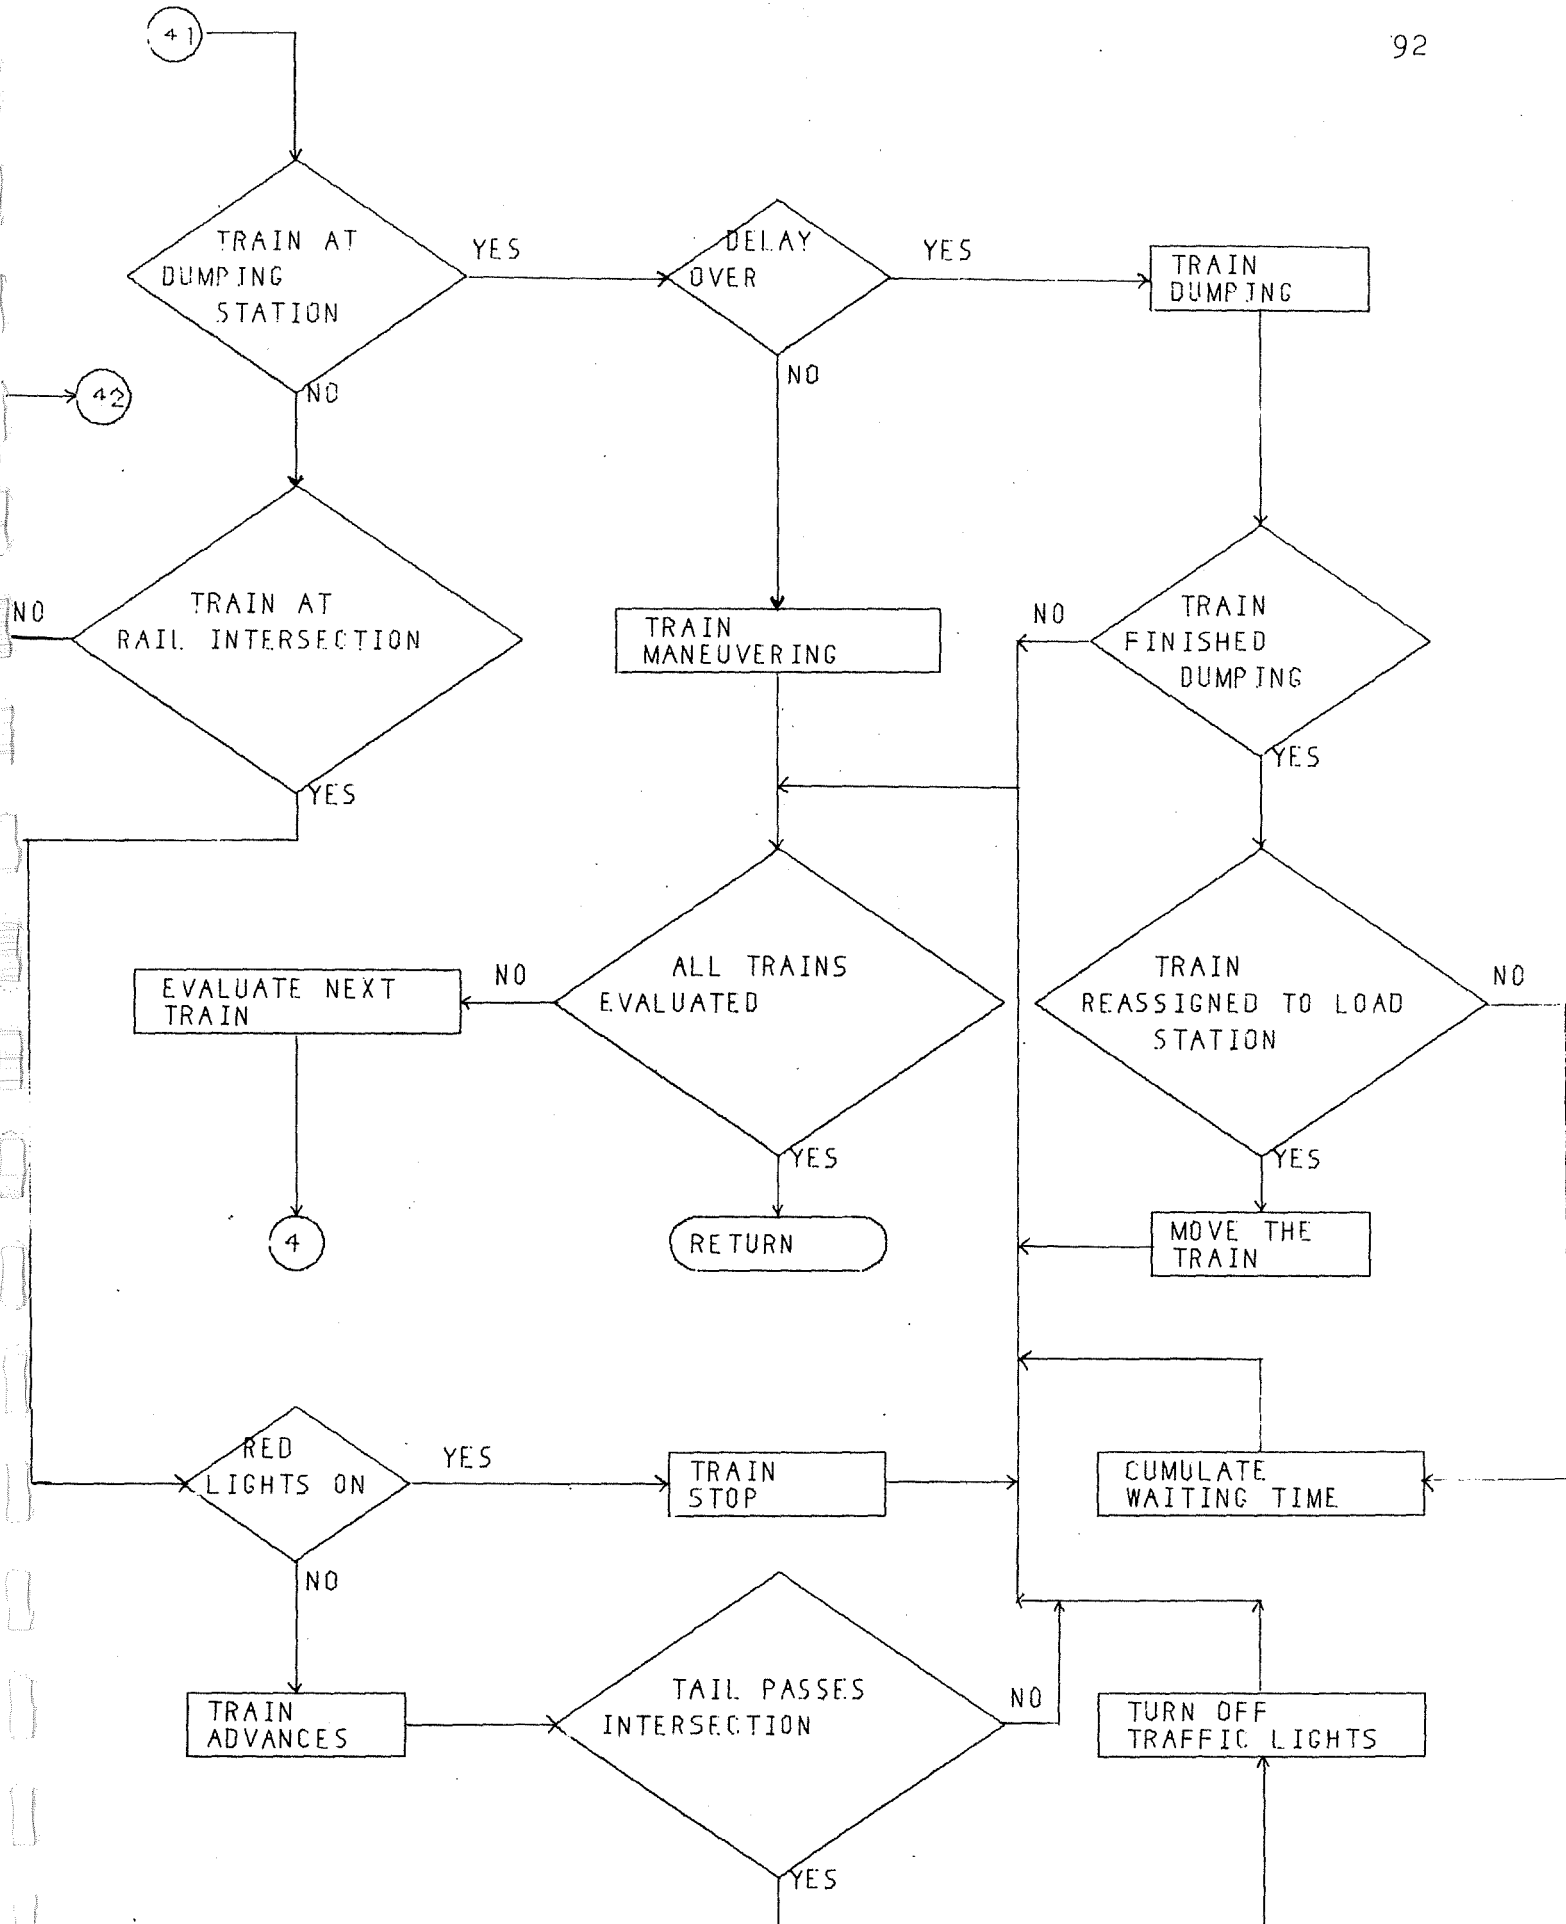 92
41
TRAIN AT
DUMPING
STATION
YES
DELAY
OVER
YES
TRAIN
DUMPING
NO
42
NO
TRAIN AT
RAIL INTERSECTION
NO
TRAIN
MANEUVERING
NO
TRAIN
FINISHED
DUMPING
YES
YES
EVALUATE NEXT
TRAIN
NO
ALL TRAINS
EVALUATED
TRAIN
REASSIGNED TO LOAD
STATION
NO
YES
YES
4
RETURN
MOVE THE
TRAIN
RED
LIGHTS ON
YES
TRAIN
STOP
CUMULATE
WAITING TIME
NO
TRAIN
ADVANCES
TAIL PASSES
INTERSECTION
NO
TURN OFF
TRAFFIC LIGHTS
YES